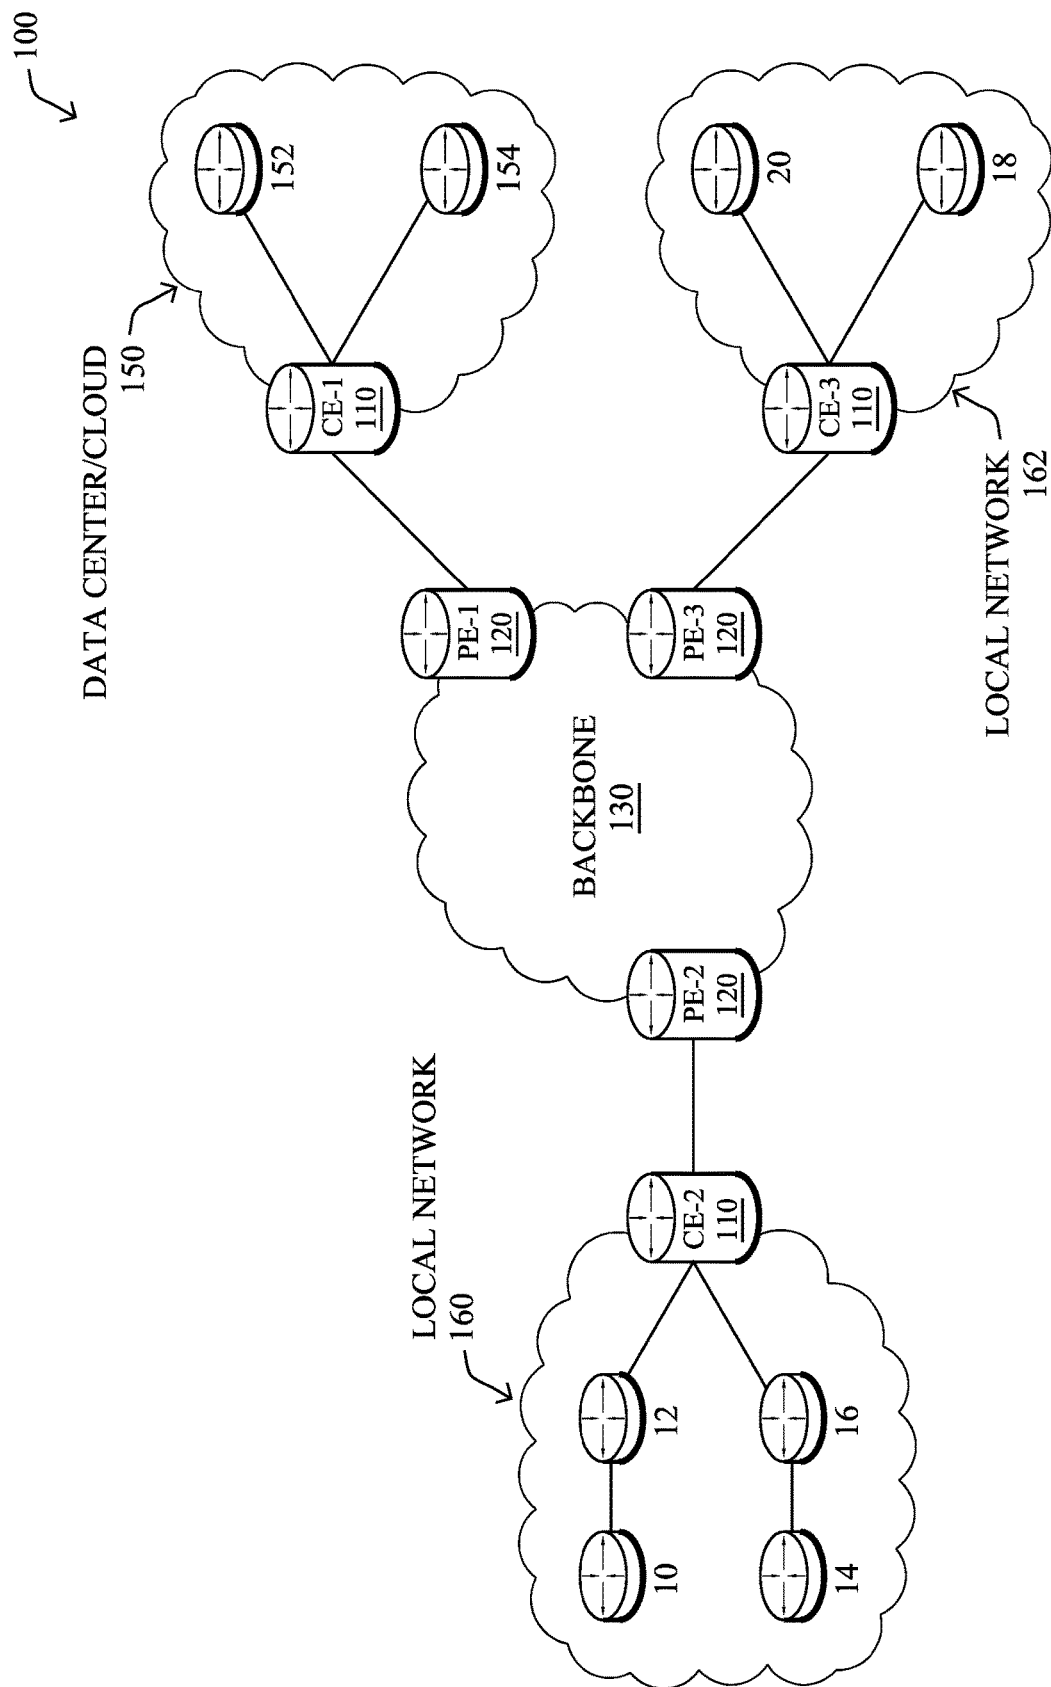 100
DATA CENTER/CLOUD
150
152
154
CE-1
110
PE-1
120
LOCAL NETWORK
160
BACKBONE
130
PE-3
120
CE-3
110
20
18
LOCAL NETWORK
162
PE-2
120
CE-2
110
12
10
16
14